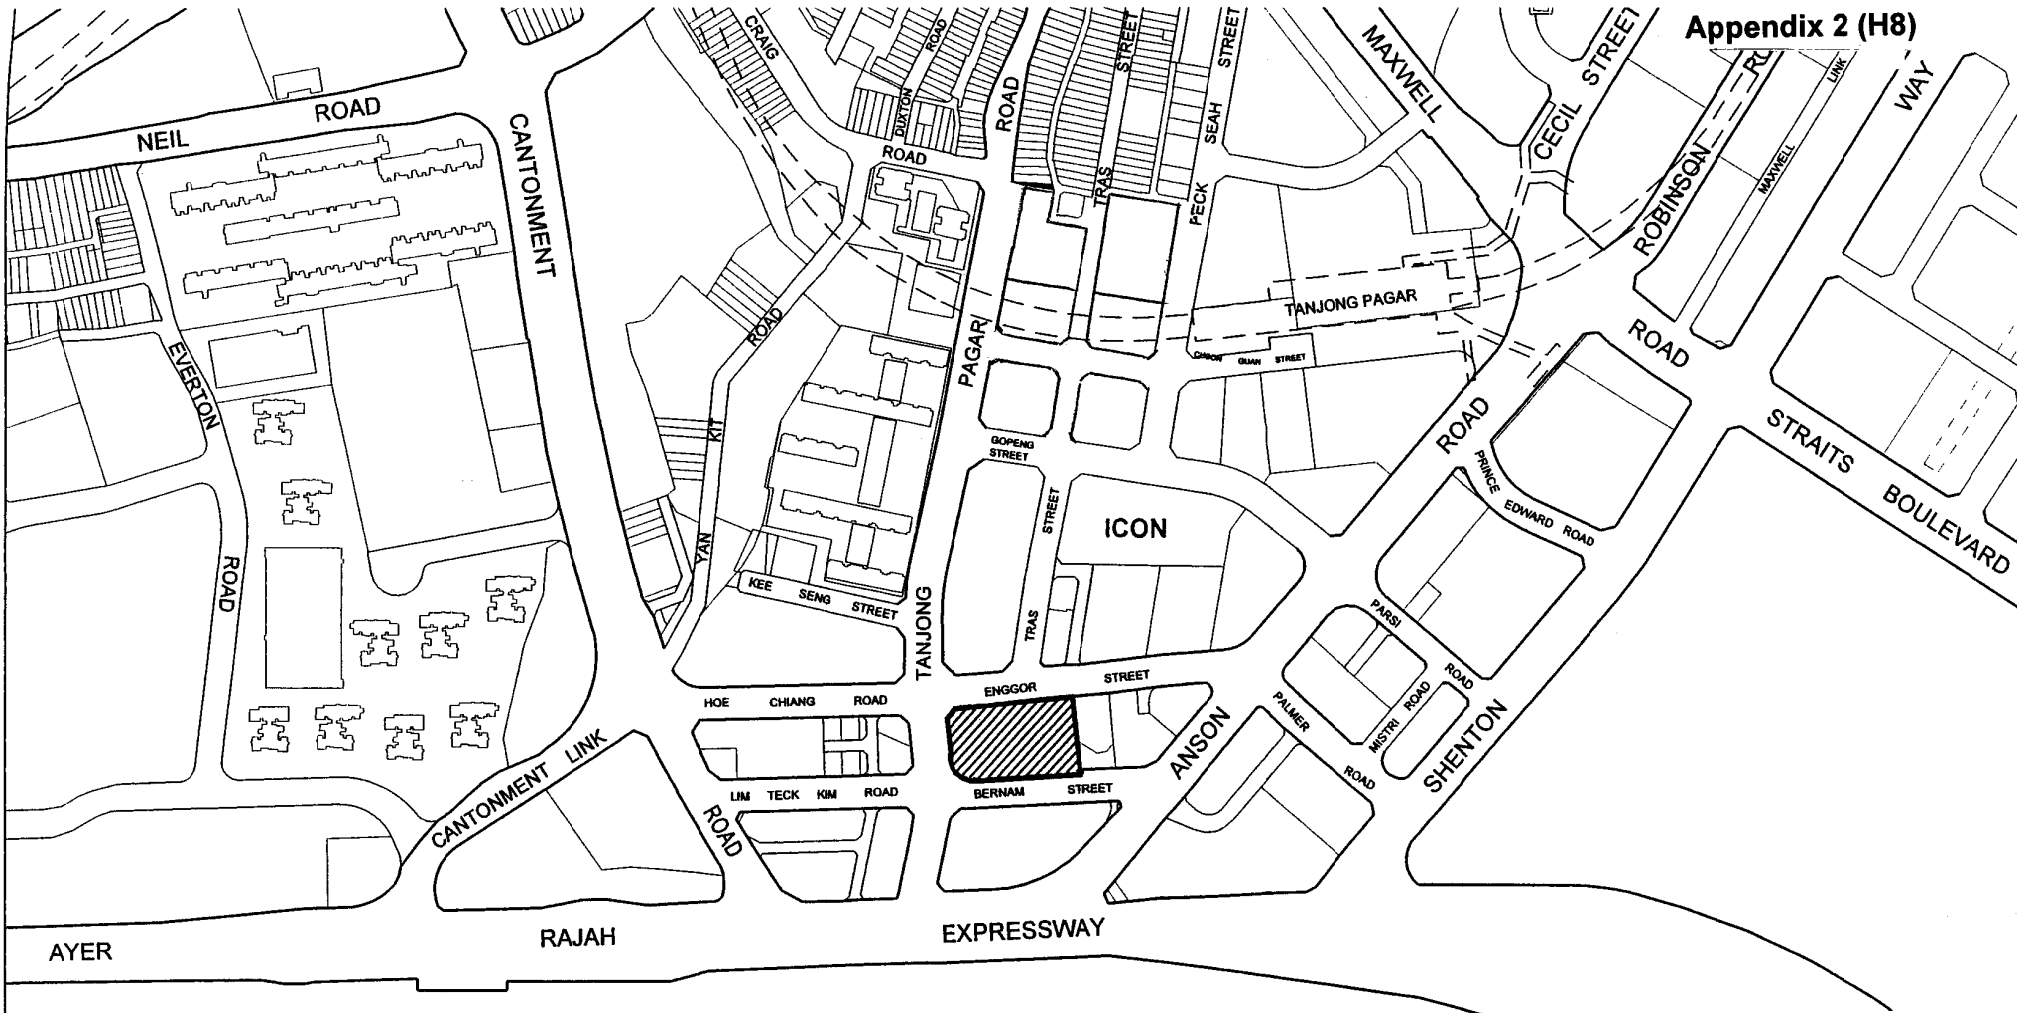 Appendix 2 (H8)
NEIL ROAD
CANTONMENT
CRAIG
ROAD
DUXTON
ROAD
ROAD
TRAS
STREET
PECK
SEAH
STREET
MAXWELL
CECIL
STREET
ROBINSON
MAXWELL
LINK
WAY
TANJONG PAGAR
ROAD
STRAITS BOULEVARD
EVERTON
ROAD
ROAD
KIT
YAN
PAGAR
TANJONG
GUAN STREET
GOPENG
STREET
STREET
TRAS
ICON
ROAD
PRINCE EDWARD ROAD
KEE SENG STREET
PARSI
ROAD
MISTRI ROAD
PALMER
ROAD
SHENTON
ANSON
HOE CHIANG ROAD
ENGGOR STREET
LIM TECK KIM ROAD
BERNAM STREET
CANTONMENT LINK
ROAD
AYER RAJAH EXPRESSWAY